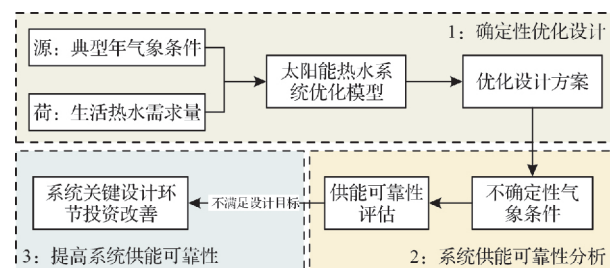 1：确定性优化设计
源：典型年气象条件
荷：生活热水需求量
太阳能热水系
统优化模型
优化设计方案
不确定性气
象条件
供能可靠性
评估
不满足设计目标
系统关键设计环
节投资改善
3：提高系统供能可靠性
2：系统供能可靠性分析